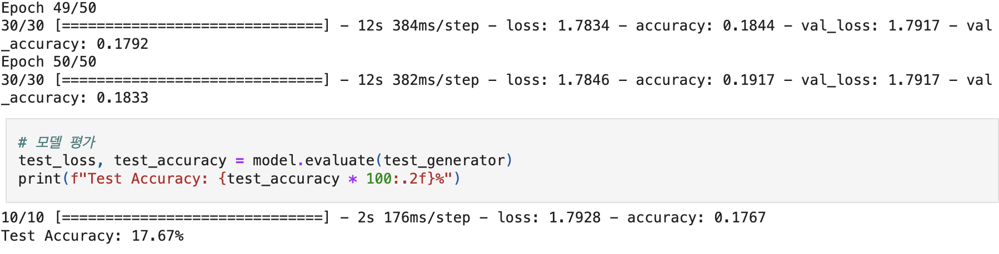 Epoch 49/50
30/30 [==============================] - 12s 384ms/step - loss: 1.7834 - accuracy: 0.1844 - val_loss: 1.7917 - val
_accuracy: 0.1792
Epoch 50/50
30/30 [==============================] - 12s 382ms/step - loss: 1.7846 - accuracy: 0.1917 - val_loss: 1.7917 - val
_accuracy: 0.1833
# 모델 평가
test_loss, test_accuracy = model.evaluate(test_generator)
print(f"Test Accuracy: {test_accuracy * 100:.2f}%")
10/10 [==============================] - 2s 176ms/step - loss: 1.7928 - accuracy: 0.1767
Test Accuracy: 17.67%